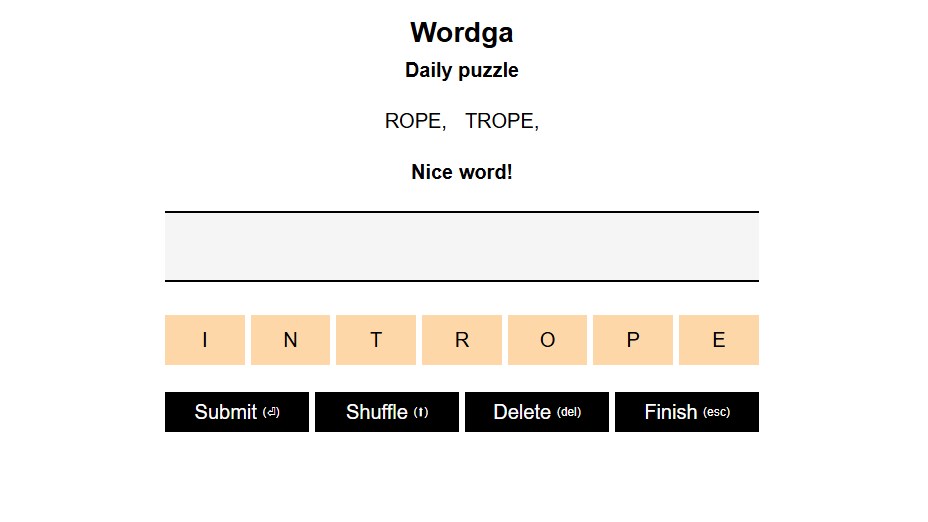 Wordga
Daily puzzle
ROPE, TROPE,
Nice word!
I N T R O P E
Submit (⏎) Shuffle (⬆) Delete (del) Finish (esc)